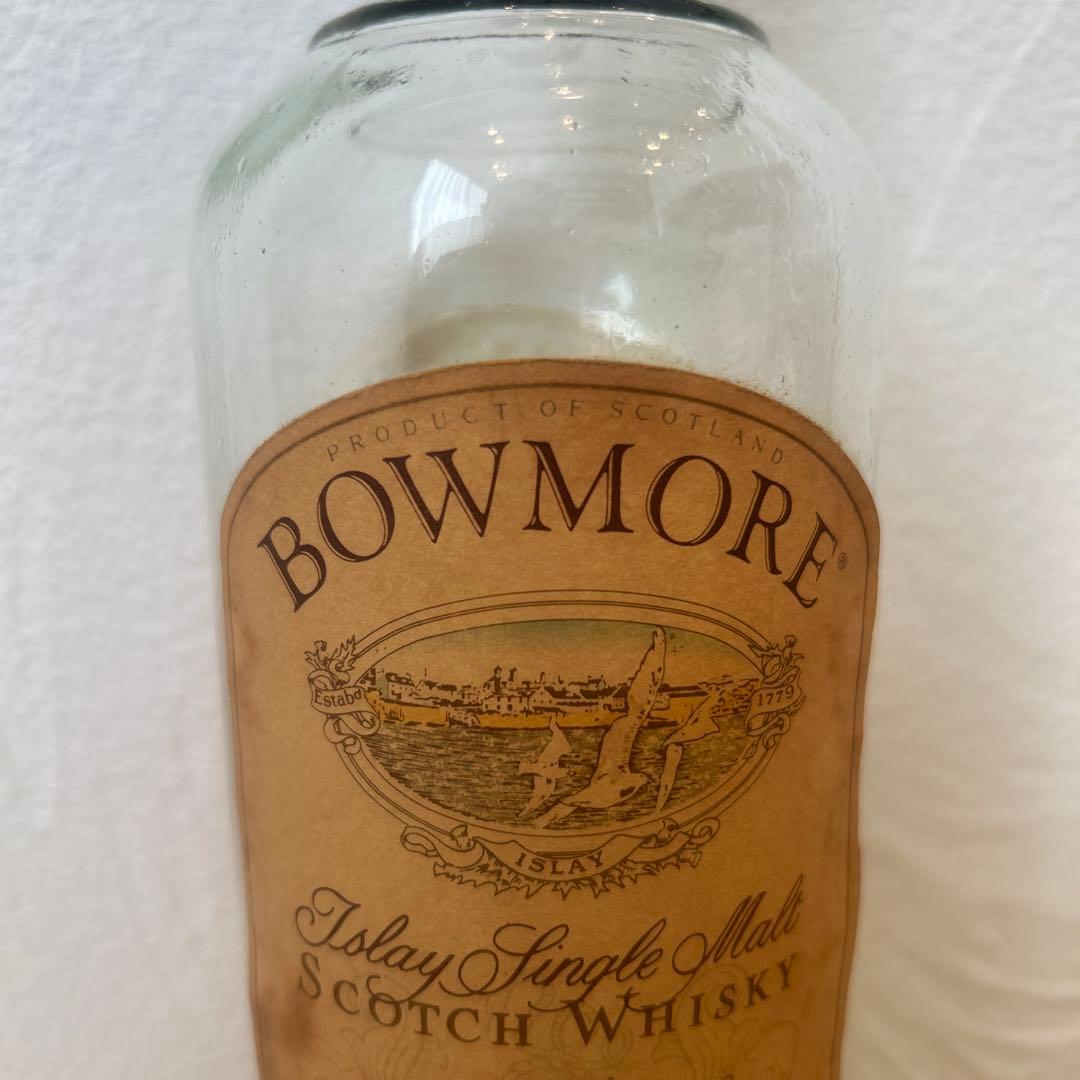 PRODUCT OF SCOTLAND
BOWMORE®
Estabd 1779
ISLAY
Islay Single Malt
SCOTCH WHISKY